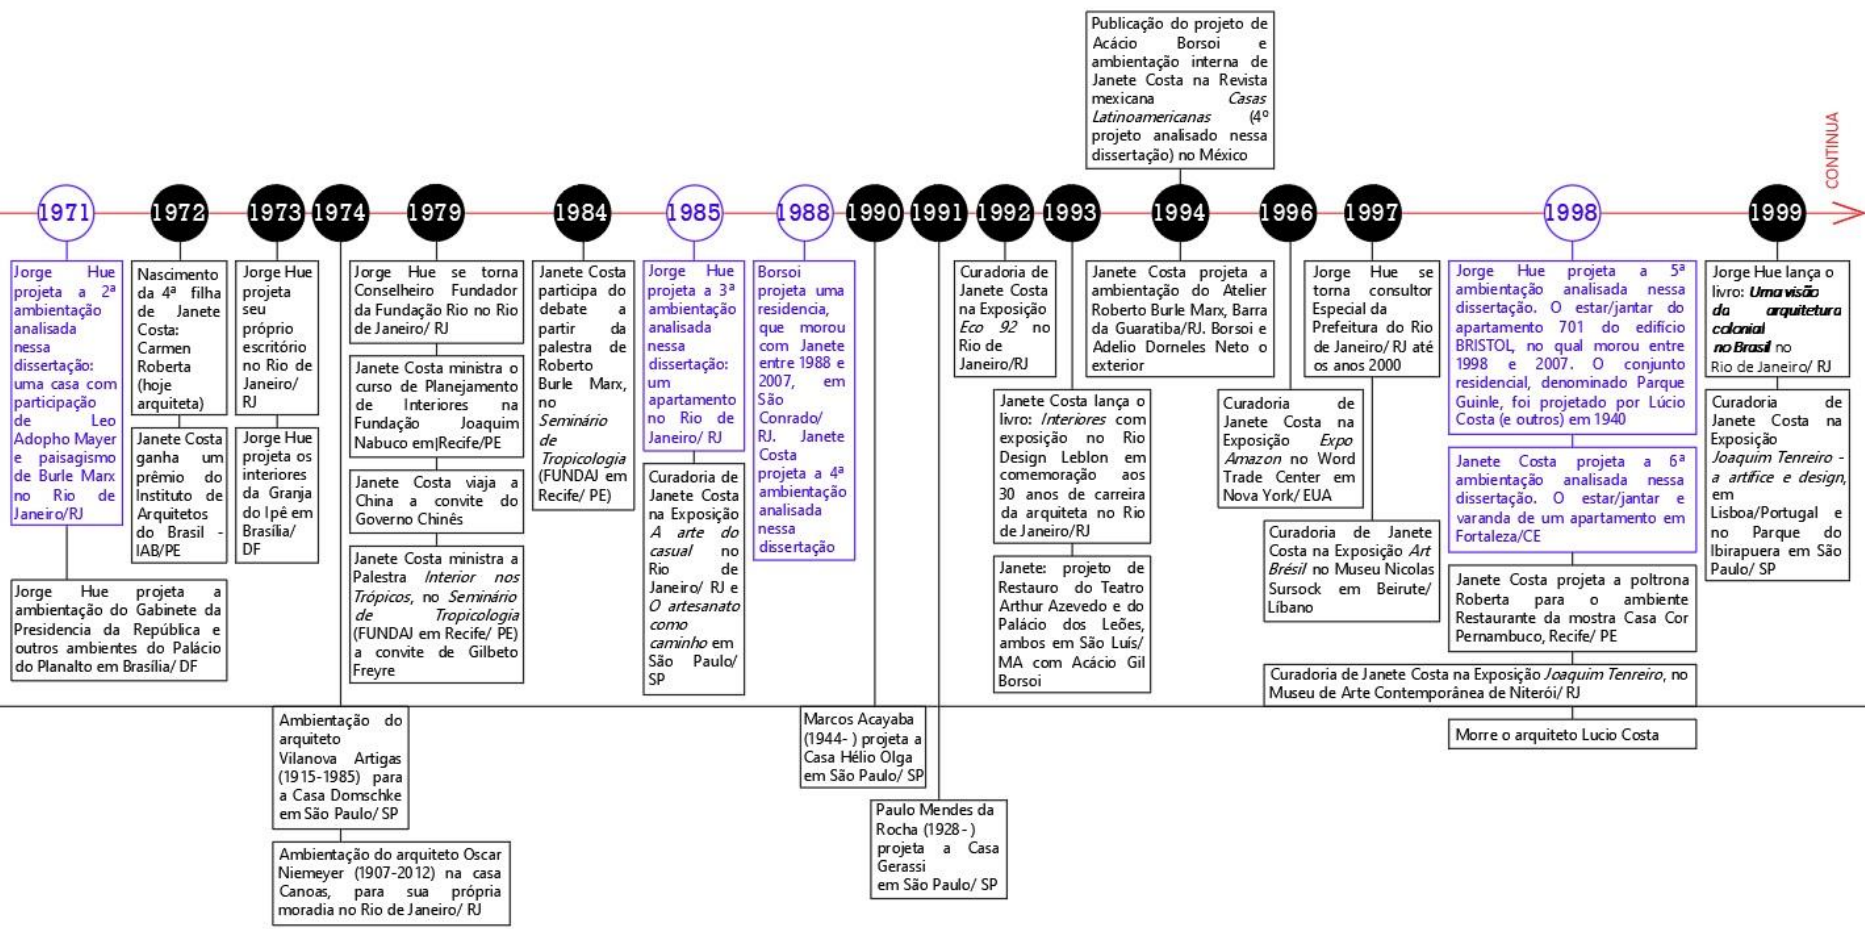 Publicação do projeto de
Acácio Borsoi e
ambientação interna de
Janete Costa na Revista
mexicana Casas
Latinoamericanas (4º
projeto analisado nessa
dissertação) no México
CONTINUA
1971
1972
1973
1974
1979
1984
1985
1988
1990
1991
1992
1993
1994
1996
1997
1998
1999
Jorge Hue
projeta a 2ª
ambientação
analisada
nessa
dissertação:
uma casa com
participação
de Leo
Adopho Mayer
e paisagismo
de Burle Marx
no Rio de
Janeiro/RJ
Jorge Hue projeta a
ambientação do Gabinete da
Presidencia da República e
outros ambientes do Palácio
do Planalto em Brasília/ DF
Nascimento
da 4ª filha
de Janete
Costa:
Carmen
Roberta
(hoje
arquiteta)
Janete Costa
ganha um
prêmio do
Instituto de
Arquitetos
do Brasil -
IAB/PE
Jorge Hue
projeta
seu
próprio
escritório
no Rio de
Janeiro/
RJ
Jorge Hue
projeta os
interiores
da Granja
do Ipê em
Brasília/
DF
Ambientação do
arquiteto
Vilanova Artigas
(1915-1985) para
a Casa Domschke
em São Paulo/ SP
Ambientação do arquiteto Oscar
Niemeyer (1907-2012) na casa
Canoas, para sua própria
moradia no Rio de Janeiro/ RJ
Jorge Hue se torna
Conselheiro Fundador
da Fundação Rio no Rio
de Janeiro/ RJ
Janete Costa ministra o
curso de Planejamento
de Interiores na
Fundação Joaquim
Nabuco em|Recife/PE
Janete Costa viaja a
China a convite do
Governo Chinês
Janete Costa ministra a
Palestra Interior nos
Trópicos, no Seminário
de Tropicologia
(FUNDAJ em Recife/ PE)
a convite de Gilbeto
Freyre
Janete Costa
participa do
debate a
partir da
palestra de
Roberto
Burle Marx,
no
Seminário
de
Tropicologia
(FUNDAJ em
Recife/ PE)
Jorge Hue
projeta a 3ª
ambientação
analisada
nessa
dissertação:
um
apartamento
no Rio de
Janeiro/ RJ
Curadoria de
Janete Costa
na Exposição
A arte do
casual no
Rio de
Janeiro/ RJ e
O artesanato
como
caminho em
São Paulo/
SP
Borsoi
projeta uma
residencia,
que morou
com Janete
entre 1988 e
2007, em
São
Conrado/
RJ. Janete
Costa
projeta a 4ª
ambientação
analisada
nessa
dissertação
Marcos Acayaba
(1944- ) projeta a
Casa Hélio Olga
em São Paulo/ SP
Paulo Mendes da
Rocha (1928- )
projeta a Casa
Gerassi
em São Paulo/ SP
Curadoria de
Janete Costa
na Exposição
Eco 92 no
Rio de
Janeiro/RJ
Janete Costa lança o
livro: Interiores com
exposição no Rio
Design Leblon em
comemoração aos
30 anos de carreira
da arquiteta no Rio
de Janeiro/RJ
Janete: projeto de
Restauro do Teatro
Arthur Azevedo e do
Palácio dos Leões,
ambos em São Luís/
MA com Acácio Gil
Borsoi
Janete Costa projeta a
ambientação do Atelier
Roberto Burle Marx, Barra
da Guaratiba/RJ. Borsoi e
Adelio Dorneles Neto o
exterior
Curadoria de
Janete Costa na
Exposição Expo
Amazon no Word
Trade Center em
Nova York/ EUA
Jorge Hue se
torna consultor
Especial da
Prefeitura do Rio
de Janeiro/ RJ até
os anos 2000
Curadoria de Janete
Costa na Exposição Art
Brésil no Museu Nicolas
Sursock em Beirute/
Líbano
Jorge Hue projeta a 5ª
ambientação analisada nessa
dissertação. O estar/jantar do
apartamento 701 do edifício
BRISTOL, no qual morou entre
1998 e 2007. O conjunto
residencial, denominado Parque
Guinle, foi projetado por Lúcio
Costa (e outros) em 1940
Janete Costa projeta a 6ª
ambientação analisada nessa
dissertação. O estar/jantar e
varanda de um apartamento em
Fortaleza/CE
Janete Costa projeta a poltrona
Roberta para o ambiente
Restaurante da mostra Casa Cor
Pernambuco, Recife/ PE
Curadoria de Janete Costa na Exposição Joaquim Tenreiro, no
Museu de Arte Contemporânea de Niterói/ RJ
Morre o arquiteto Lucio Costa
Jorge Hue lança o
livro: Uma visão
da arquitetura
colonial
no Brasil no
Rio de Janeiro/ RJ
Curadoria de
Janete Costa na
Exposição
Joaquim Tenreiro -
a artífice e design,
em
Lisboa/Portugal e
no Parque do
Ibirapuera em São
Paulo/ SP